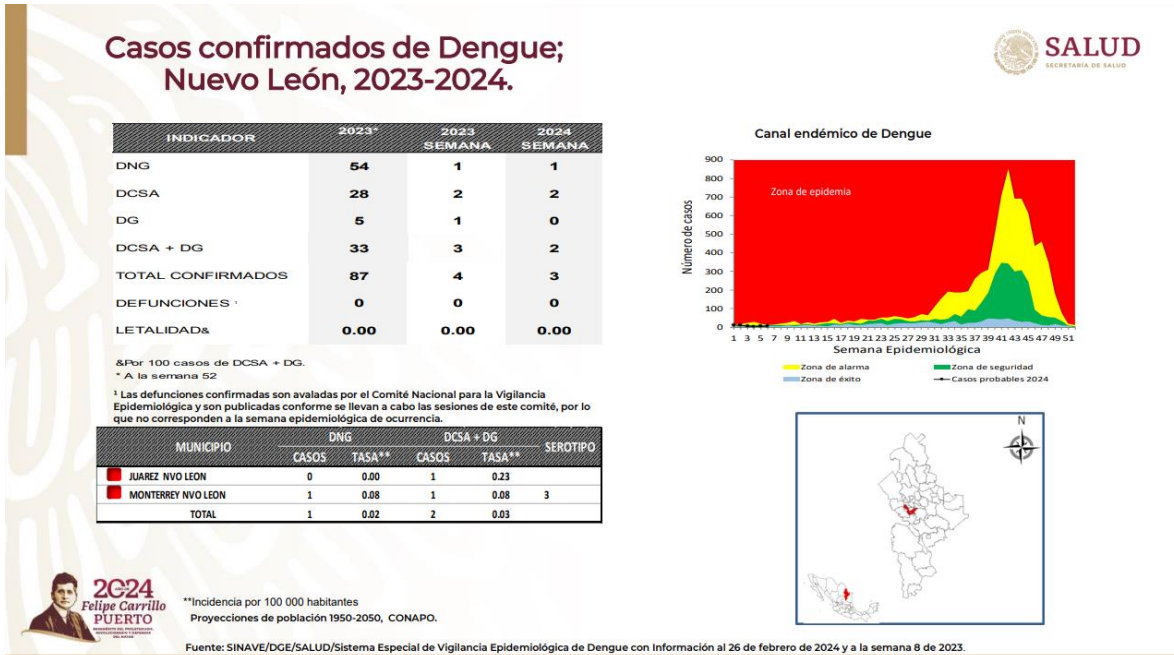 Casos confirmados de Dengue;
Nuevo León, 2023-2024.
SALUD
SECRETARÍA DE SALUD
INDICADOR 2023* 2023 SEMANA 2024 SEMANA
DNG 54 1 1
DCSA 28 2 2
DG 5 1 0
DCSA + DG 33 3 2
TOTAL CONFIRMADOS 87 4 3
DEFUNCIONES ¹ 0 0 0
LETALIDAD& 0.00 0.00 0.00
&Por 100 casos de DCSA + DG.
* A la semana 52
¹ Las defunciones confirmadas son avaladas por el Comité Nacional para la Vigilancia
Epidemiológica y son publicadas conforme se llevan a cabo las sesiones de este comité, por lo
que no corresponden a la semana epidemiológica de ocurrencia.
MUNICIPIO DNG DCSA + DG SEROTIPO
CASOS TASA** CASOS TASA**
JUAREZ NVO LEON 0 0.00 1 0.23
MONTERREY NVO LEON 1 0.08 1 0.08 3
TOTAL 1 0.02 2 0.03
Canal endémico de Dengue
Número de casos
900
800
700
600
500
400
300
200
100
0
Zona de epidemia
1 3 5 7 9 11 13 15 17 19 21 23 25 27 29 31 33 35 37 39 41 43 45 47 49 51
Semana Epidemiológica
Zona de alarma Zona de seguridad
Zona de éxito Casos probables 2024
N
2024
Felipe Carrillo
PUERTO
**Incidencia por 100 000 habitantes
Proyecciones de población 1950-2050, CONAPO.
Fuente: SINAVE/DGE/SALUD/Sistema Especial de Vigilancia Epidemiológica de Dengue con Información al 26 de febrero de 2024 y a la semana 8 de 2023.